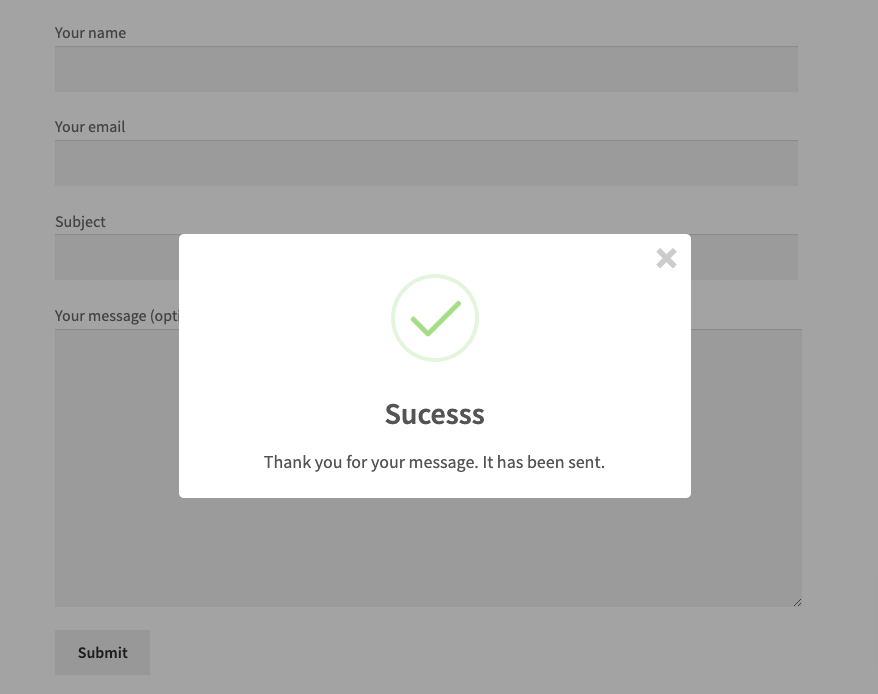 Your name
Your email
Subject
Your message (opti
Sucesss
Thank you for your message. It has been sent.
Submit